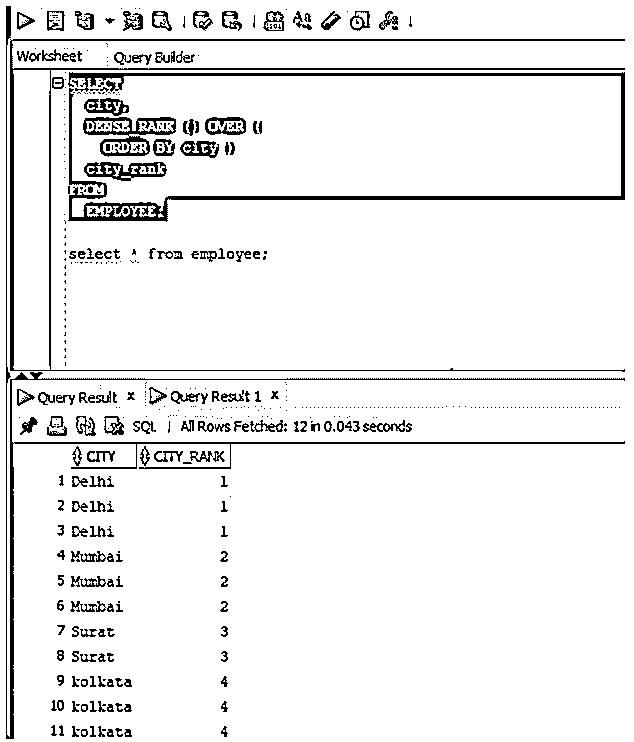 Worksheet Query Builder
SELECT
city,
DENSE_RANK () OVER (
ORDER BY city )
city_rank
FROM
EMPLOYEE;
select * from employee;
Query Result x Query Result 1 x
SQL | All Rows Fetched: 12 in 0.043 seconds
CITY CITY_RANK
1 Delhi 1
2 Delhi 1
3 Delhi 1
4 Mumbai 2
5 Mumbai 2
6 Mumbai 2
7 Surat 3
8 Surat 3
9 kolkata 4
10 kolkata 4
11 kolkata 4